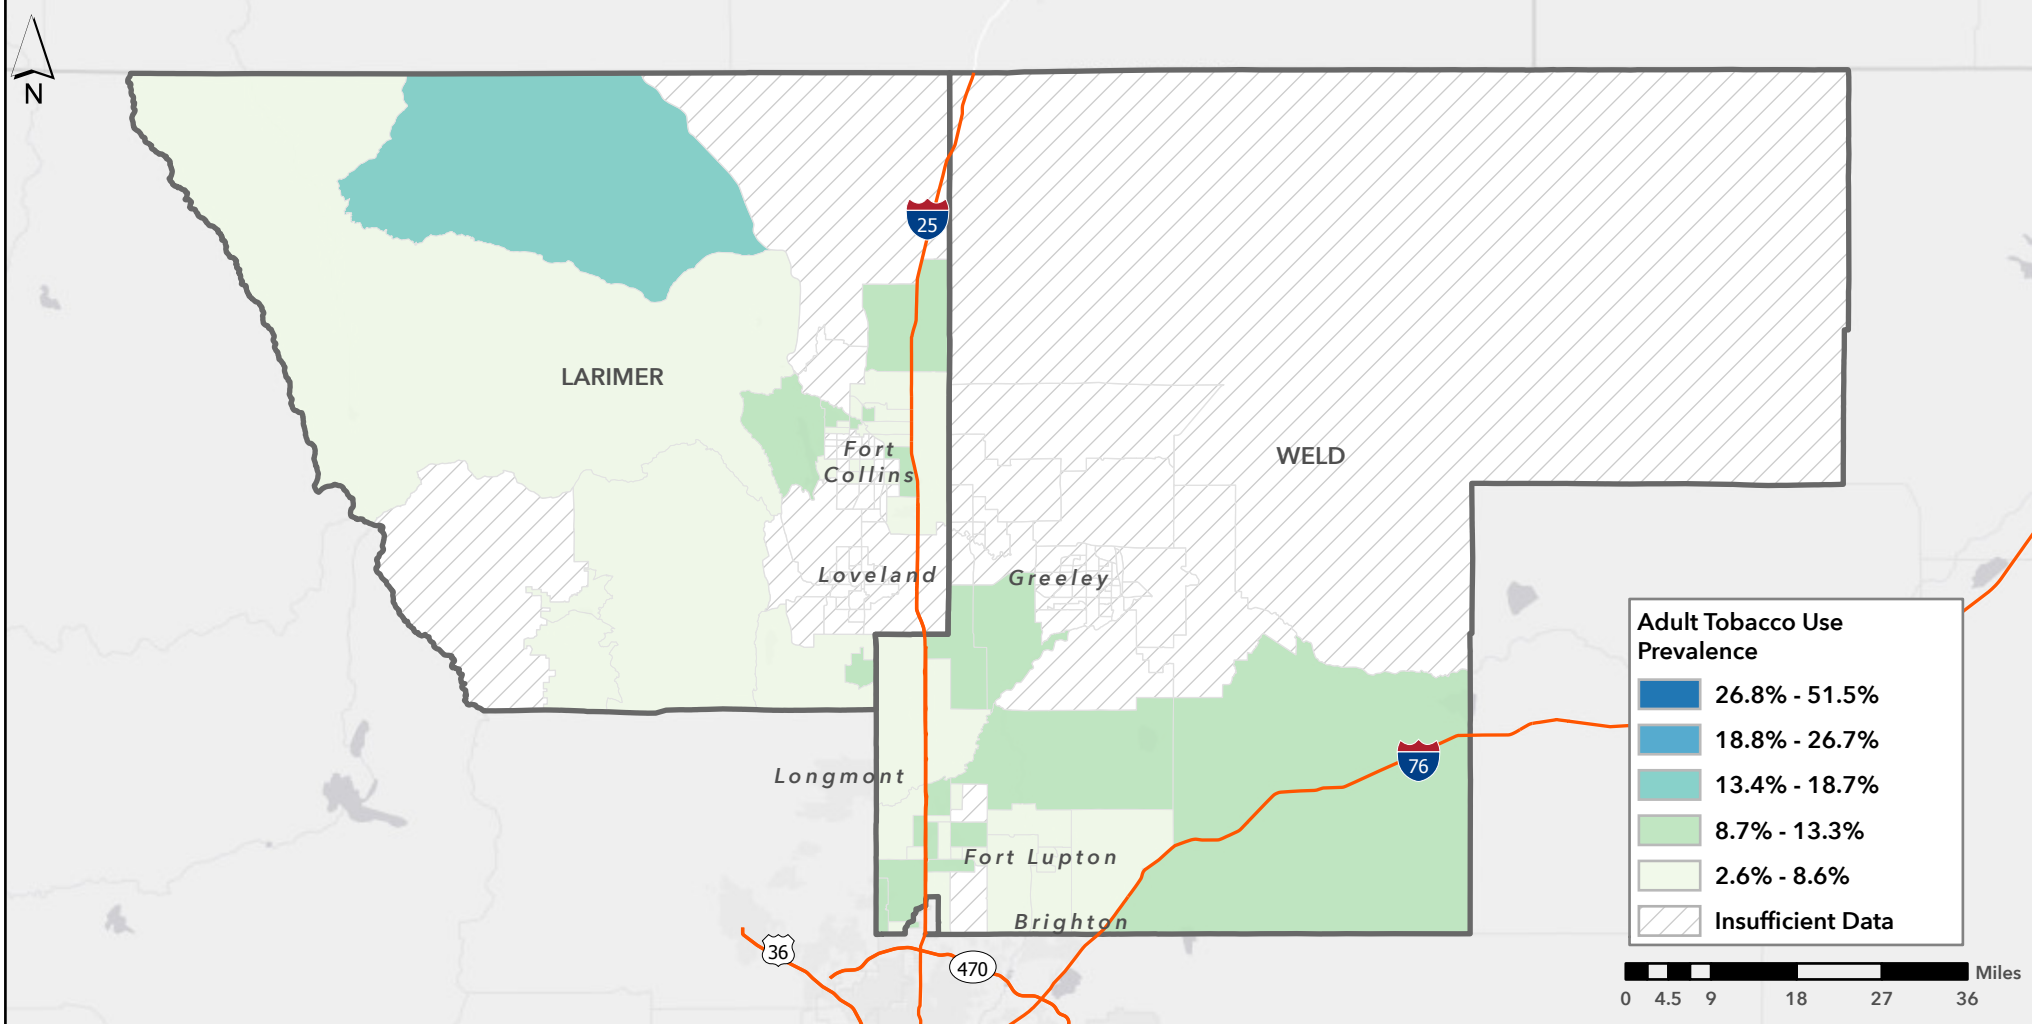 N
25
LARIMER
WELD
Fort
Collins
Loveland
Greeley
Longmont
76
Fort Lupton
Brighton
36
470
Adult Tobacco Use
Prevalence
26.8% - 51.5%
18.8% - 26.7%
13.4% - 18.7%
8.7% - 13.3%
2.6% - 8.6%
Insufficient Data
Miles
0 4.5 9 18 27 36